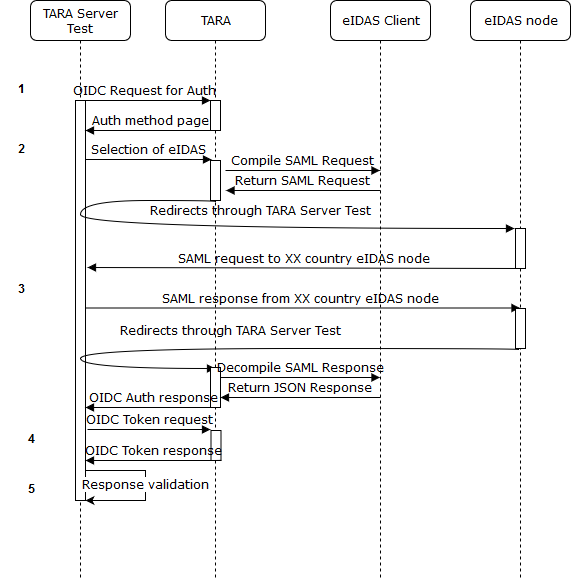 TARA Server
Test
TARA
eIDAS Client
eIDAS node
1
OIDC Request for Auth
Auth method page
2
Selection of eIDAS
Compile SAML Request
Return SAML Request
Redirects through TARA Server Test
SAML request to XX country eIDAS node
3
SAML response from XX country eIDAS node
Redirects through TARA Server Test
Decompile SAML Response
Return JSON Response
OIDC Auth response
OIDC Token request
4
OIDC Token response
Response validation
5